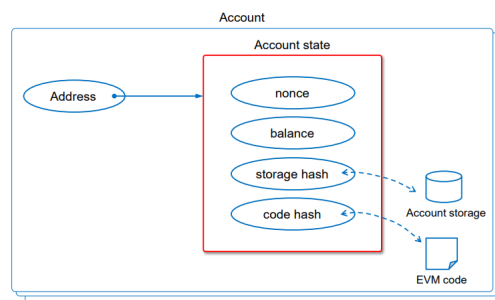 Account
Account state
Address
nonce
balance
storage hash
code hash
Account storage
EVM code